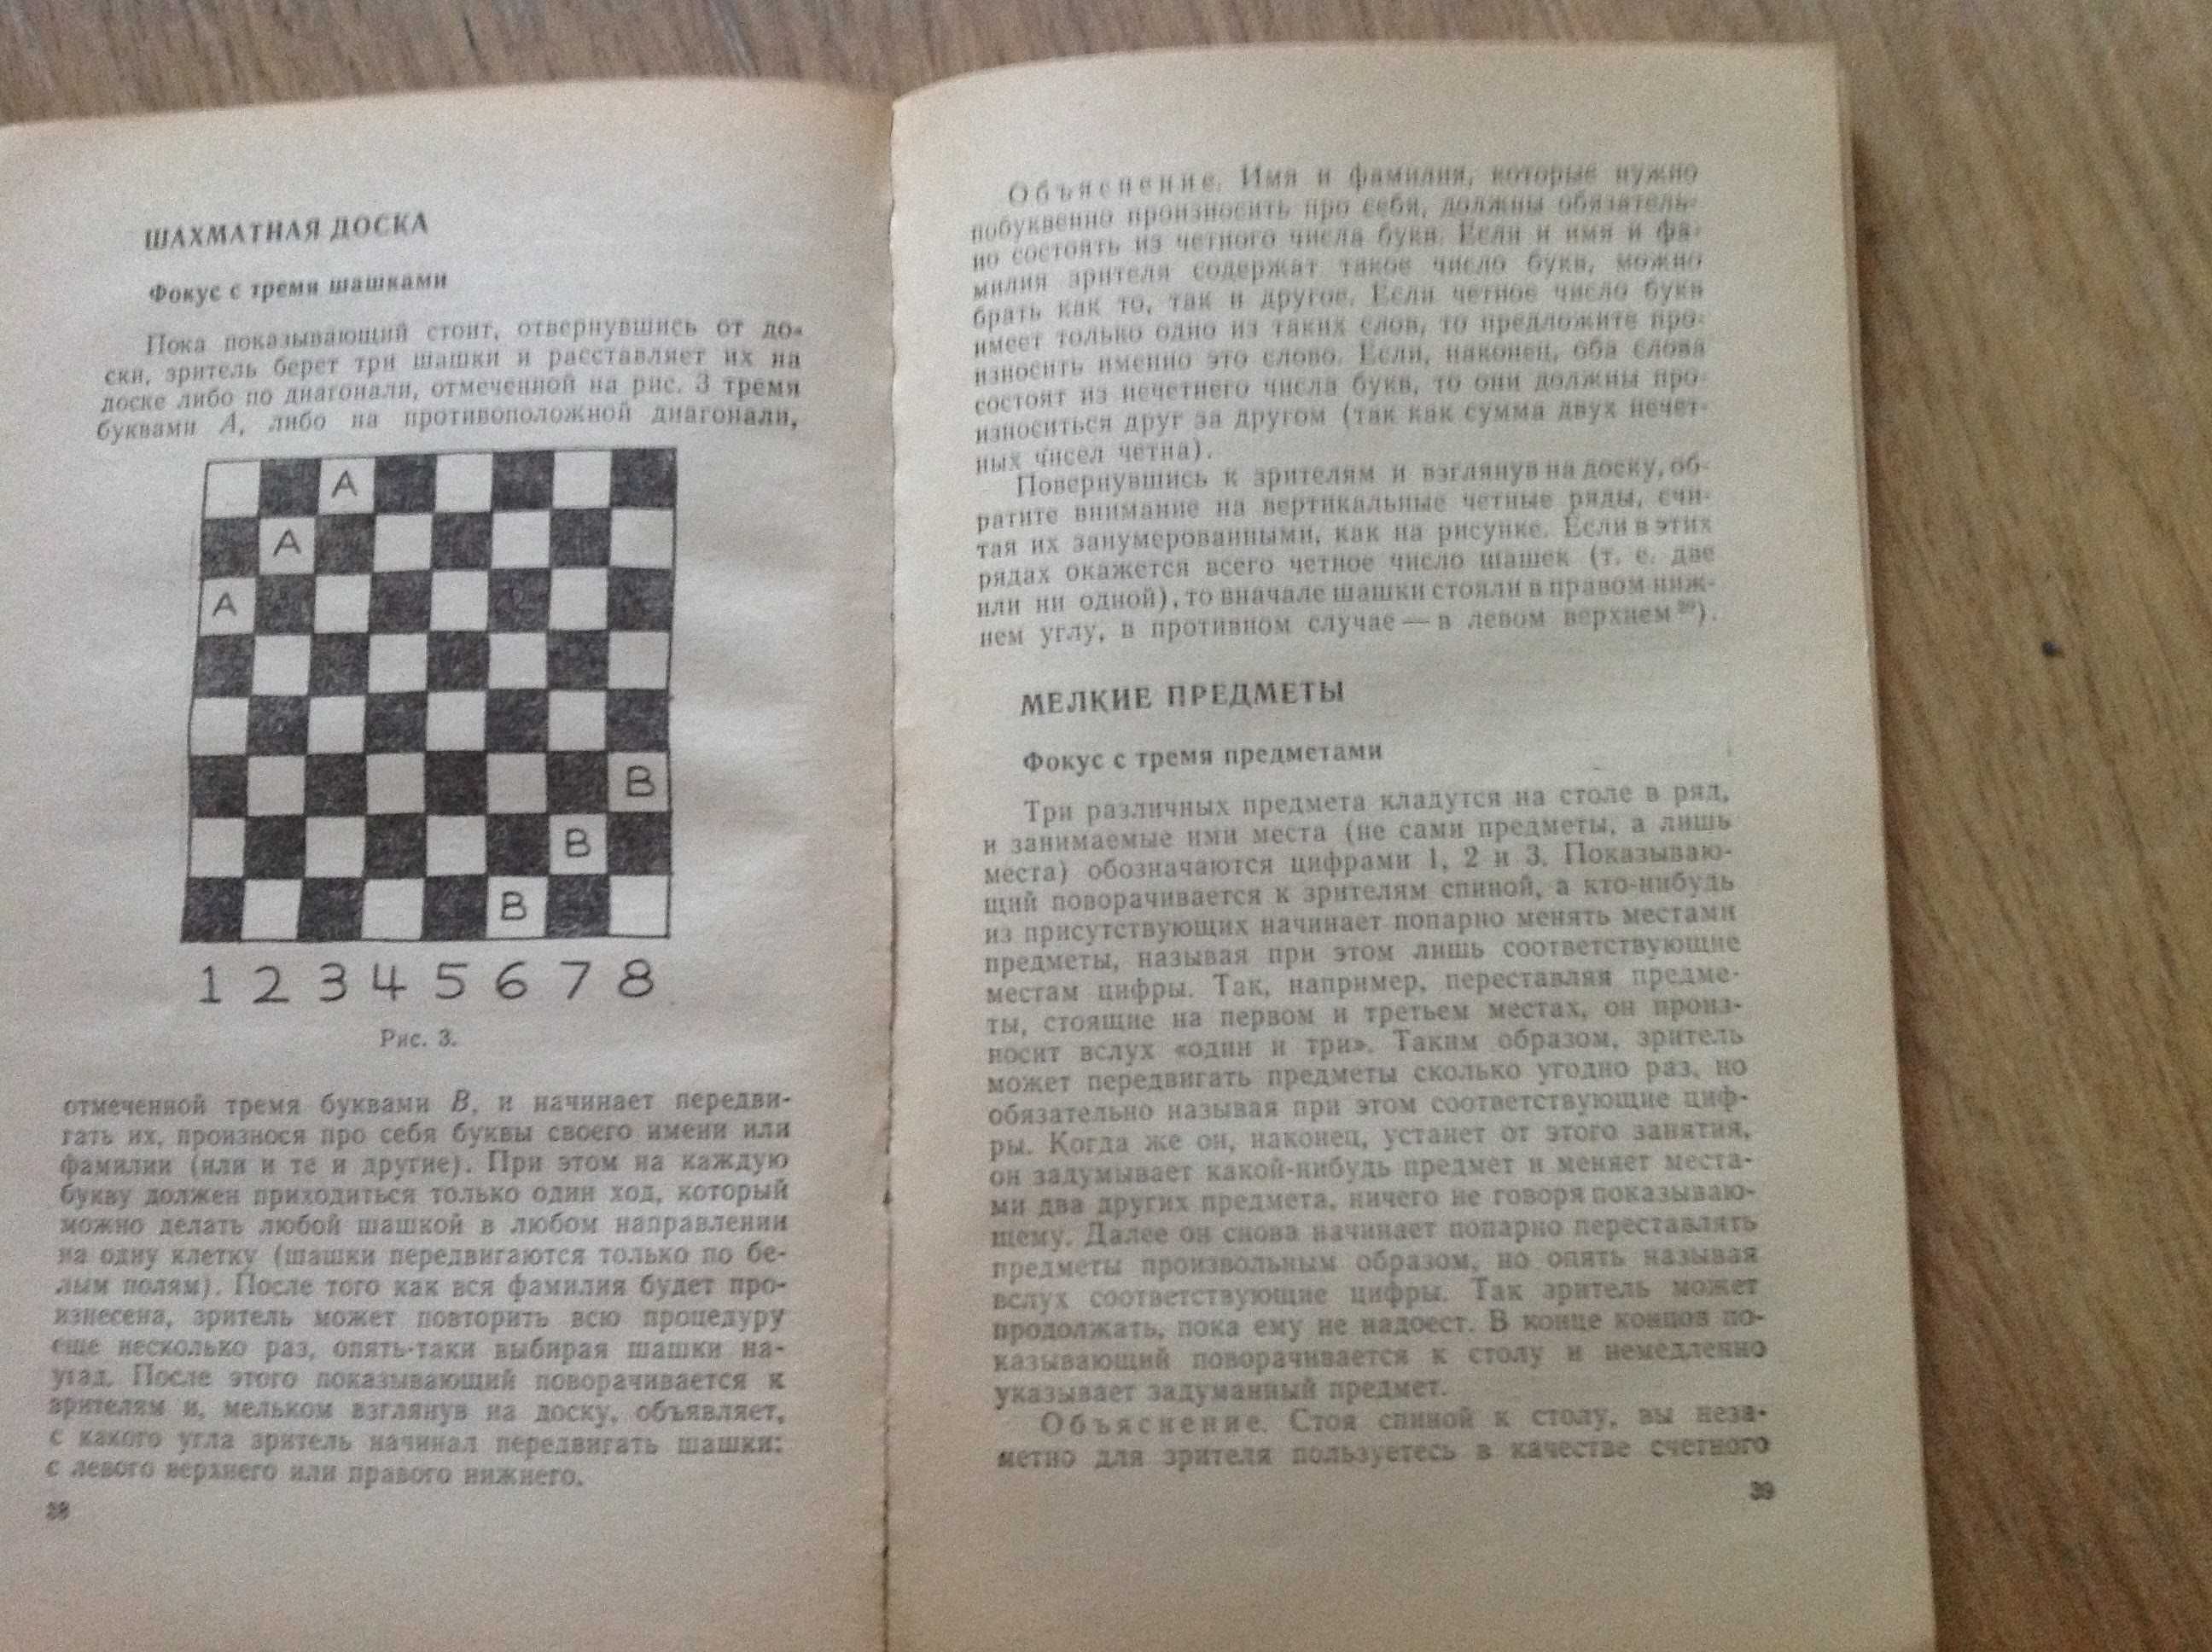 ШАХМАТНАЯ ДОСКА
Фокус с тремя шашками
Пока показывающий стоит, отвернувшись от до-
ски, зритель берет три шашки и расставляет их на
доске либо по диагонали, отмеченной на рис. 3 тремя
буквами А, либо на противоположной диагонали,
A
A
A
B
B
B
1 2 3 4 5 6 7 8
Рис. 3.
отмеченной тремя буквами В, и начинает передви-
гать их, произнося про себя буквы своего имени или
фамилии (или и те и другие). При этом на каждую
букву должен приходиться только один ход, который
можно делать любой шашкой в любом направлении
на одну клетку (шашки передвигаются только по бе-
лым полям). После того как вся фамилия будет про-
изнесена, зритель может повторить всю процедуру
еще несколько раз, опять-таки выбирая шашки на-
угад. После этого показывающий поворачивается к
зрителям и, мельком взглянув на доску, объявляет,
с какого угла зритель начинал передвигать шашки:
с левого верхнего или правого нижнего.
38
Объяснение. Имя и фамилия, которые нужно
побуквенно произносить про себя, должны обязатель-
но состоять из четного числа букв. Если и имя и фа-
милия зрителя содержат такое число букв, можно
брать как то, так и другое. Если четное число букв
имеет только одно из таких слов, то предложите про-
износить именно это слово. Если, наконец, оба слова
состоят из нечетнего числа букв, то они должны про-
износиться друг за другом (так как сумма двух нечет-
ных чисел четна).
Повернувшись к зрителям и взглянув на доску, об-
ратите внимание на вертикальные четные ряды, счи-
тая их занумерованными, как на рисунке. Если в этих
рядах окажется всего четное число шашек (т. е. две
или ни одной), то вначале шашки стояли в правом ниж-
нем углу, в противном случае — в левом верхнем ).
МЕЛКИЕ ПРЕДМЕТЫ
Фокус с тремя предметами
Три различных предмета кладутся на столе в ряд,
и занимаемые ими места (не сами предметы, а лишь
места) обозначаются цифрами 1, 2 и 3. Показываю-
щий поворачивается к зрителям спиной, а кто-нибудь
из присутствующих начинает попарно менять местами
предметы, называя при этом лишь соответствующие
местам цифры. Так, например, переставляя предме-
ты, стоящие на первом и третьем местах, он произ-
носит вслух «один и три». Таким образом, зритель
может передвигать предметы сколько угодно раз, но
обязательно называя при этом соответствующие циф-
ры. Когда же он, наконец, устанет от этого занятия,
он задумывает какой-нибудь предмет и меняет места-
ми два других предмета, ничего не говоря показываю-
щему. Далее он снова начинает попарно переставлять
предметы произвольным образом, но опять называя
вслух соответствующие цифры. Так зритель может
продолжать, пока ему не надоест. В конце концов по-
казывающий поворачивается к столу и немедленно
указывает задуманный предмет.
Объяснение. Стоя спиной к столу, вы неза-
метно для зрителя пользуетесь в качестве счетного
39